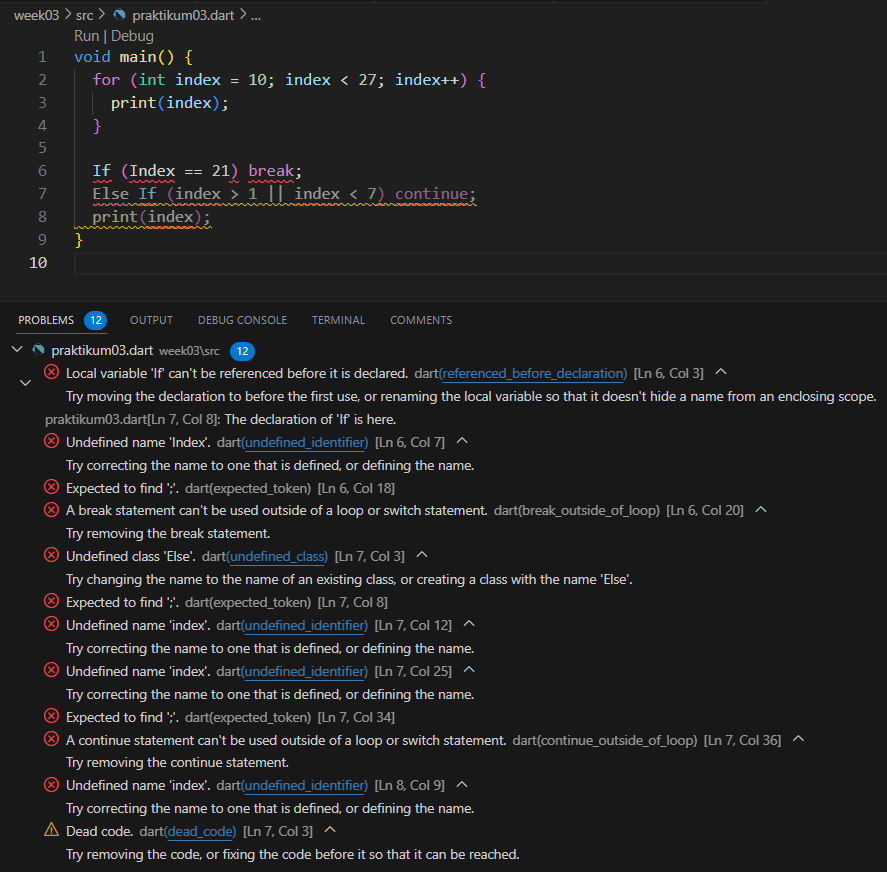 week03 > src > praktikum03.dart > ...
Run | Debug
1 void main() {
2 for (int index = 10; index < 27; index++) {
3 print(index);
4 }
5
6 If (Index == 21) break;
7 Else If (index > 1 || index < 7) continue;
8 print(index);
9 }
10
PROBLEMS 12 OUTPUT DEBUG CONSOLE TERMINAL COMMENTS
praktikum03.dart week03\src 12
Local variable 'If' can't be referenced before it is declared. dart(referenced_before_declaration) [Ln 6, Col 3]
Try moving the declaration to before the first use, or renaming the local variable so that it doesn't hide a name from an enclosing scope.
praktikum03.dart[Ln 7, Col 8]: The declaration of 'If' is here.
Undefined name 'Index'. dart(undefined_identifier) [Ln 6, Col 7]
Try correcting the name to one that is defined, or defining the name.
Expected to find ';'. dart(expected_token) [Ln 6, Col 18]
A break statement can't be used outside of a loop or switch statement. dart(break_outside_of_loop) [Ln 6, Col 20]
Try removing the break statement.
Undefined class 'Else'. dart(undefined_class) [Ln 7, Col 3]
Try changing the name to the name of an existing class, or creating a class with the name 'Else'.
Expected to find ';'. dart(expected_token) [Ln 7, Col 8]
Undefined name 'index'. dart(undefined_identifier) [Ln 7, Col 12]
Try correcting the name to one that is defined, or defining the name.
Undefined name 'index'. dart(undefined_identifier) [Ln 7, Col 25]
Try correcting the name to one that is defined, or defining the name.
Expected to find ';'. dart(expected_token) [Ln 7, Col 34]
A continue statement can't be used outside of a loop or switch statement. dart(continue_outside_of_loop) [Ln 7, Col 36]
Try removing the continue statement.
Undefined name 'index'. dart(undefined_identifier) [Ln 8, Col 9]
Try correcting the name to one that is defined, or defining the name.
Dead code. dart(dead_code) [Ln 7, Col 3]
Try removing the code, or fixing the code before it so that it can be reached.